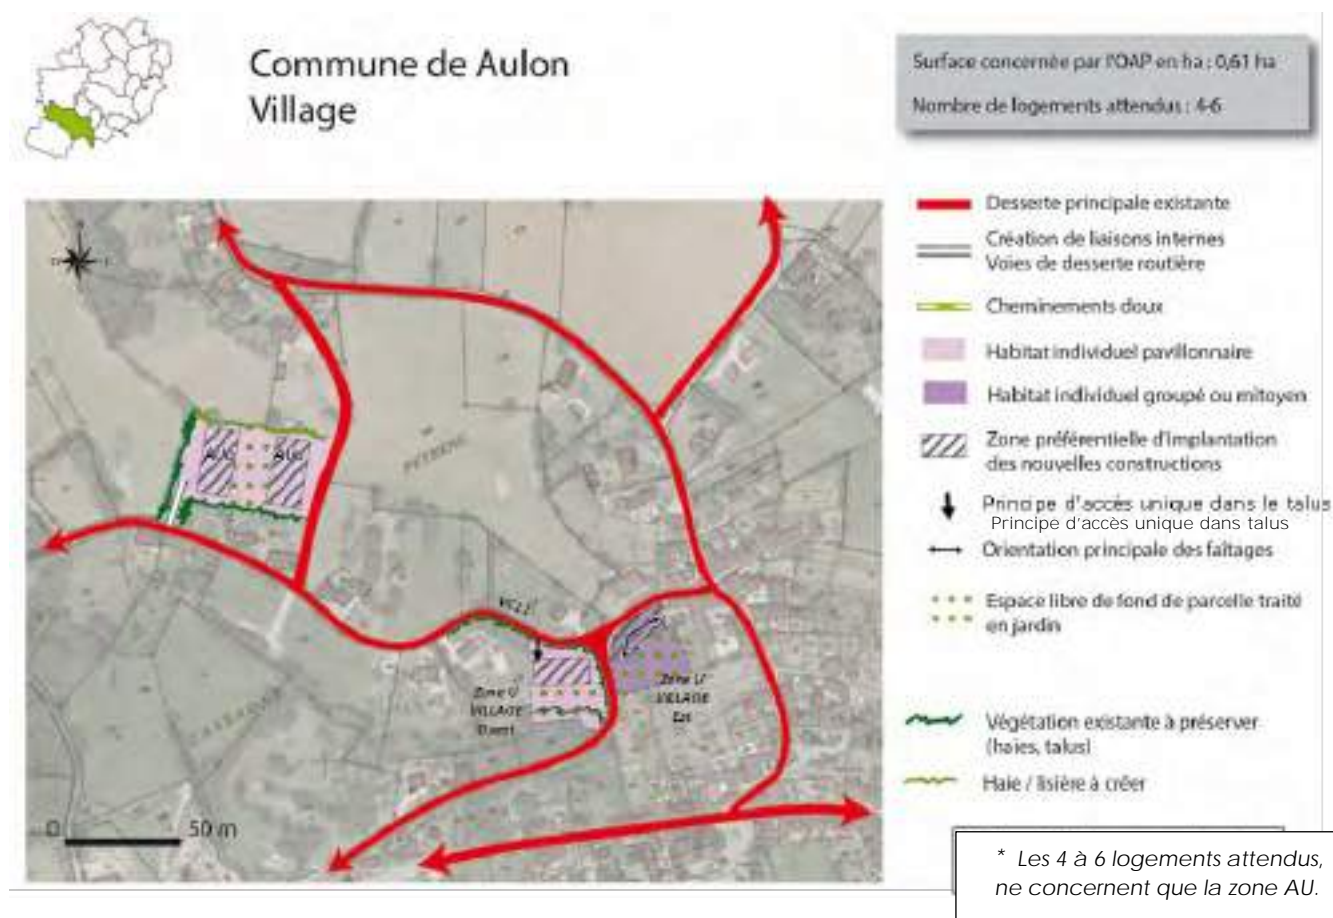 Commune de Aulon
Village
Surface concernée par l'OAP en ha : 0,61 ha
Nombre de logements attendus : 4-6
Desserte principale existante
Création de liaisons internes
Voies de desserte routière
Cheminements doux
Habitat individuel pavillonnaire
Habitat individuel groupé ou mitoyen
Zone préférentielle d'implantation
des nouvelles constructions
Principe d'accès unique dans le talus
Principe d'accès unique dans talus
Orientation principale des faîtages
Espace libre de fond de parcelle traité
en jardin
Végétation existante à préserver
(haies, talus)
Haie / lisière à créer
* Les 4 à 6 logements attendus,
ne concernent que la zone AU.
Zone U
VILLAGE
Ouest
Zone U
VILLAGE
Est
0
50 m